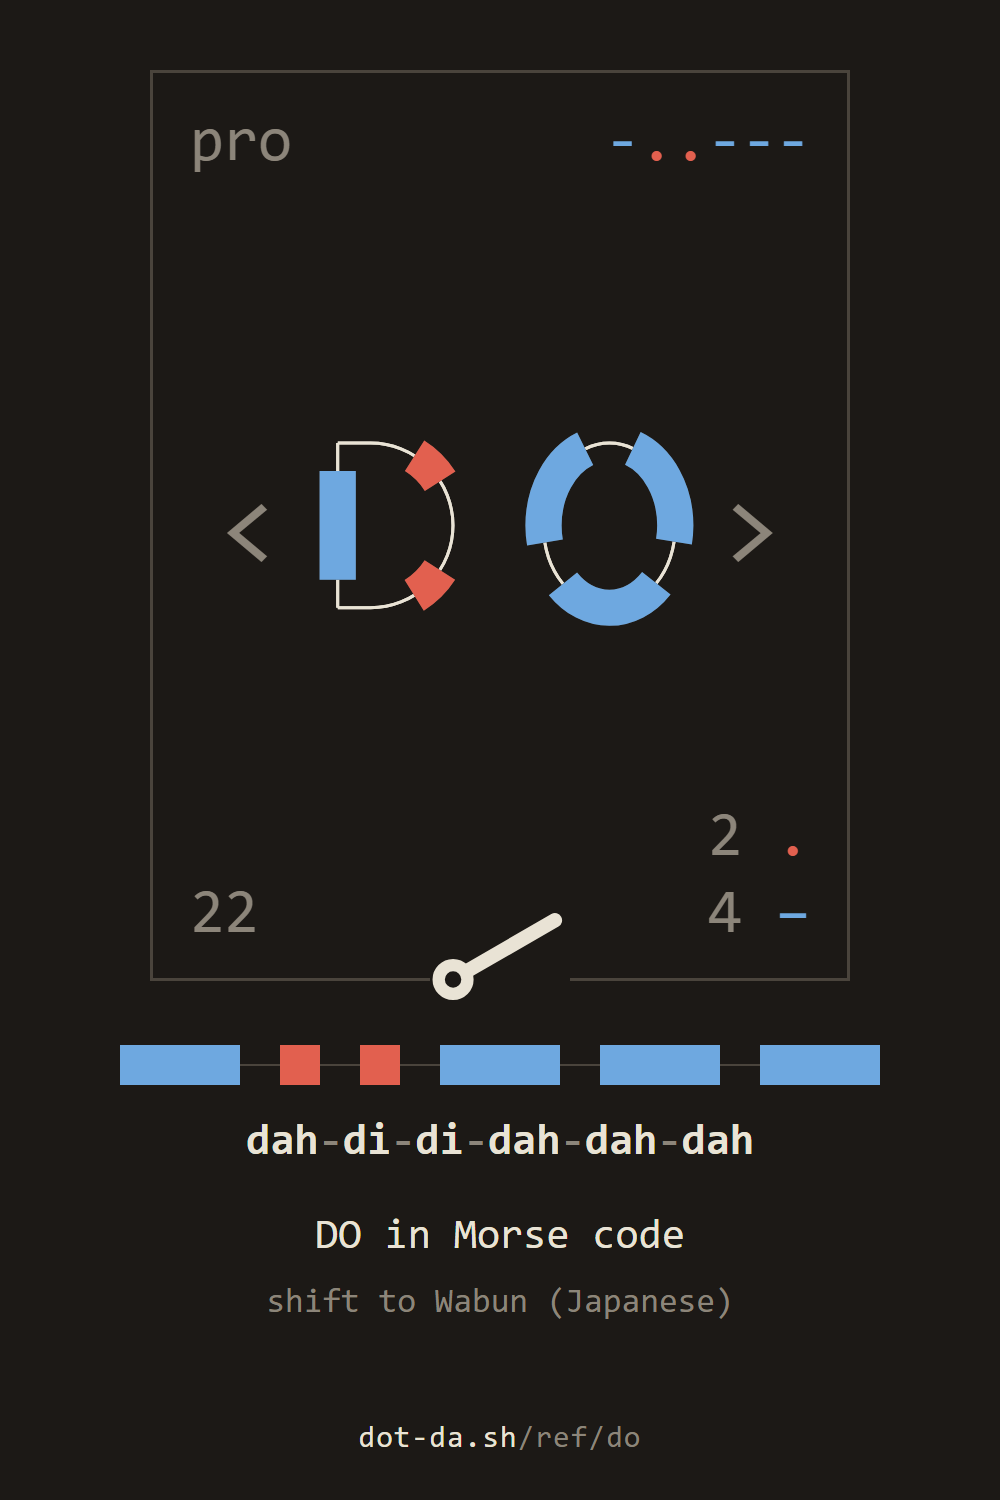 pro -..---
< DO >
2 .
22 4 -
dah-di-di-dah-dah-dah
DO in Morse code
shift to Wabun (Japanese)
dot-da.sh/ref/do